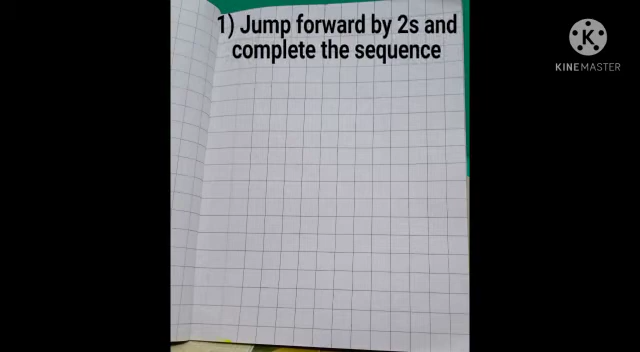 1) Jump forward by 2s and
complete the sequence
K
KINEMASTER